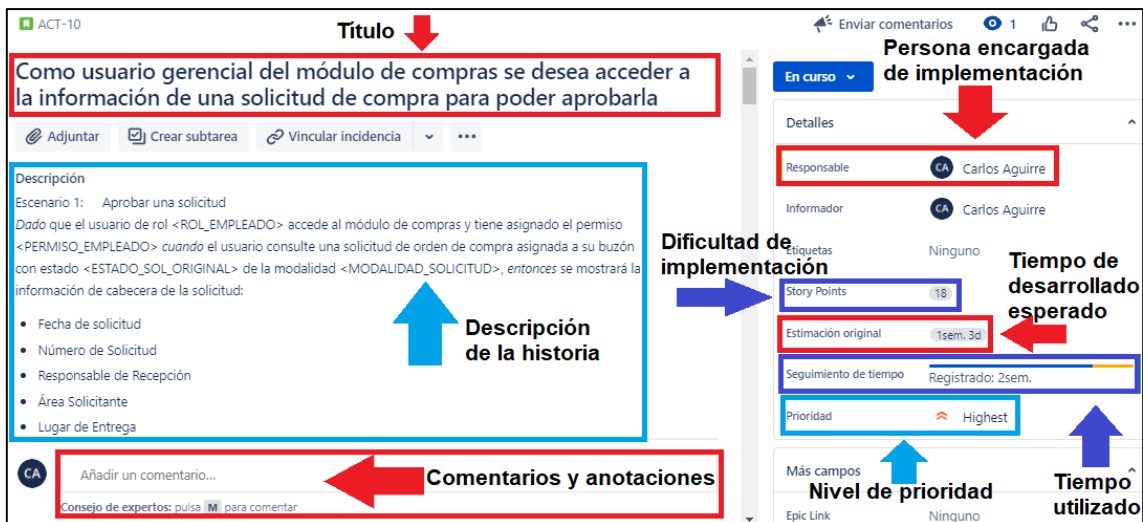 ACT-10
Título
Enviar comentarios
1
Persona encargada
de implementación
Como usuario gerencial del módulo de compras se desea acceder a
la información de una solicitud de compra para poder aprobarla
En curso
Adjuntar
Crear subtarea
Vincular incidencia
Detalles
Responsable
CA
Carlos Aguirre
Informador
CA
Carlos Aguirre
Descripción
Escenario 1: Aprobar una solicitud
Dado que el usuario de rol <ROL_EMPLEADO> accede al módulo de compras y tiene asignado el permiso
<PERMISO_EMPLEADO> cuando el usuario consulte una solicitud de orden de compra asignada a su buzón
con estado <ESTADO_SOL_ORIGINAL> de la modalidad <MODALIDAD_SOLICITUD>, entonces se mostrará la
información de cabecera de la solicitud:
Fecha de solicitud
Número de Solicitud
Responsable de Recepción
Área Solicitante
Lugar de Entrega
Descripción
de la historia
Dificultad de
implementación
Etiquetas
Ninguno
Tiempo de
desarrollado
esperado
Story Points
18
Estimación original
1sem. 3d
Seguimiento de tiempo
Registrado: 2sem.
Prioridad
Highest
CA
Añadir un comentario...
Comentarios y anotaciones
Consejo de expertos: pulsa M para comentar
Más campos
Nivel de prioridad
Tiempo
utilizado
Epic Link
Ninguno